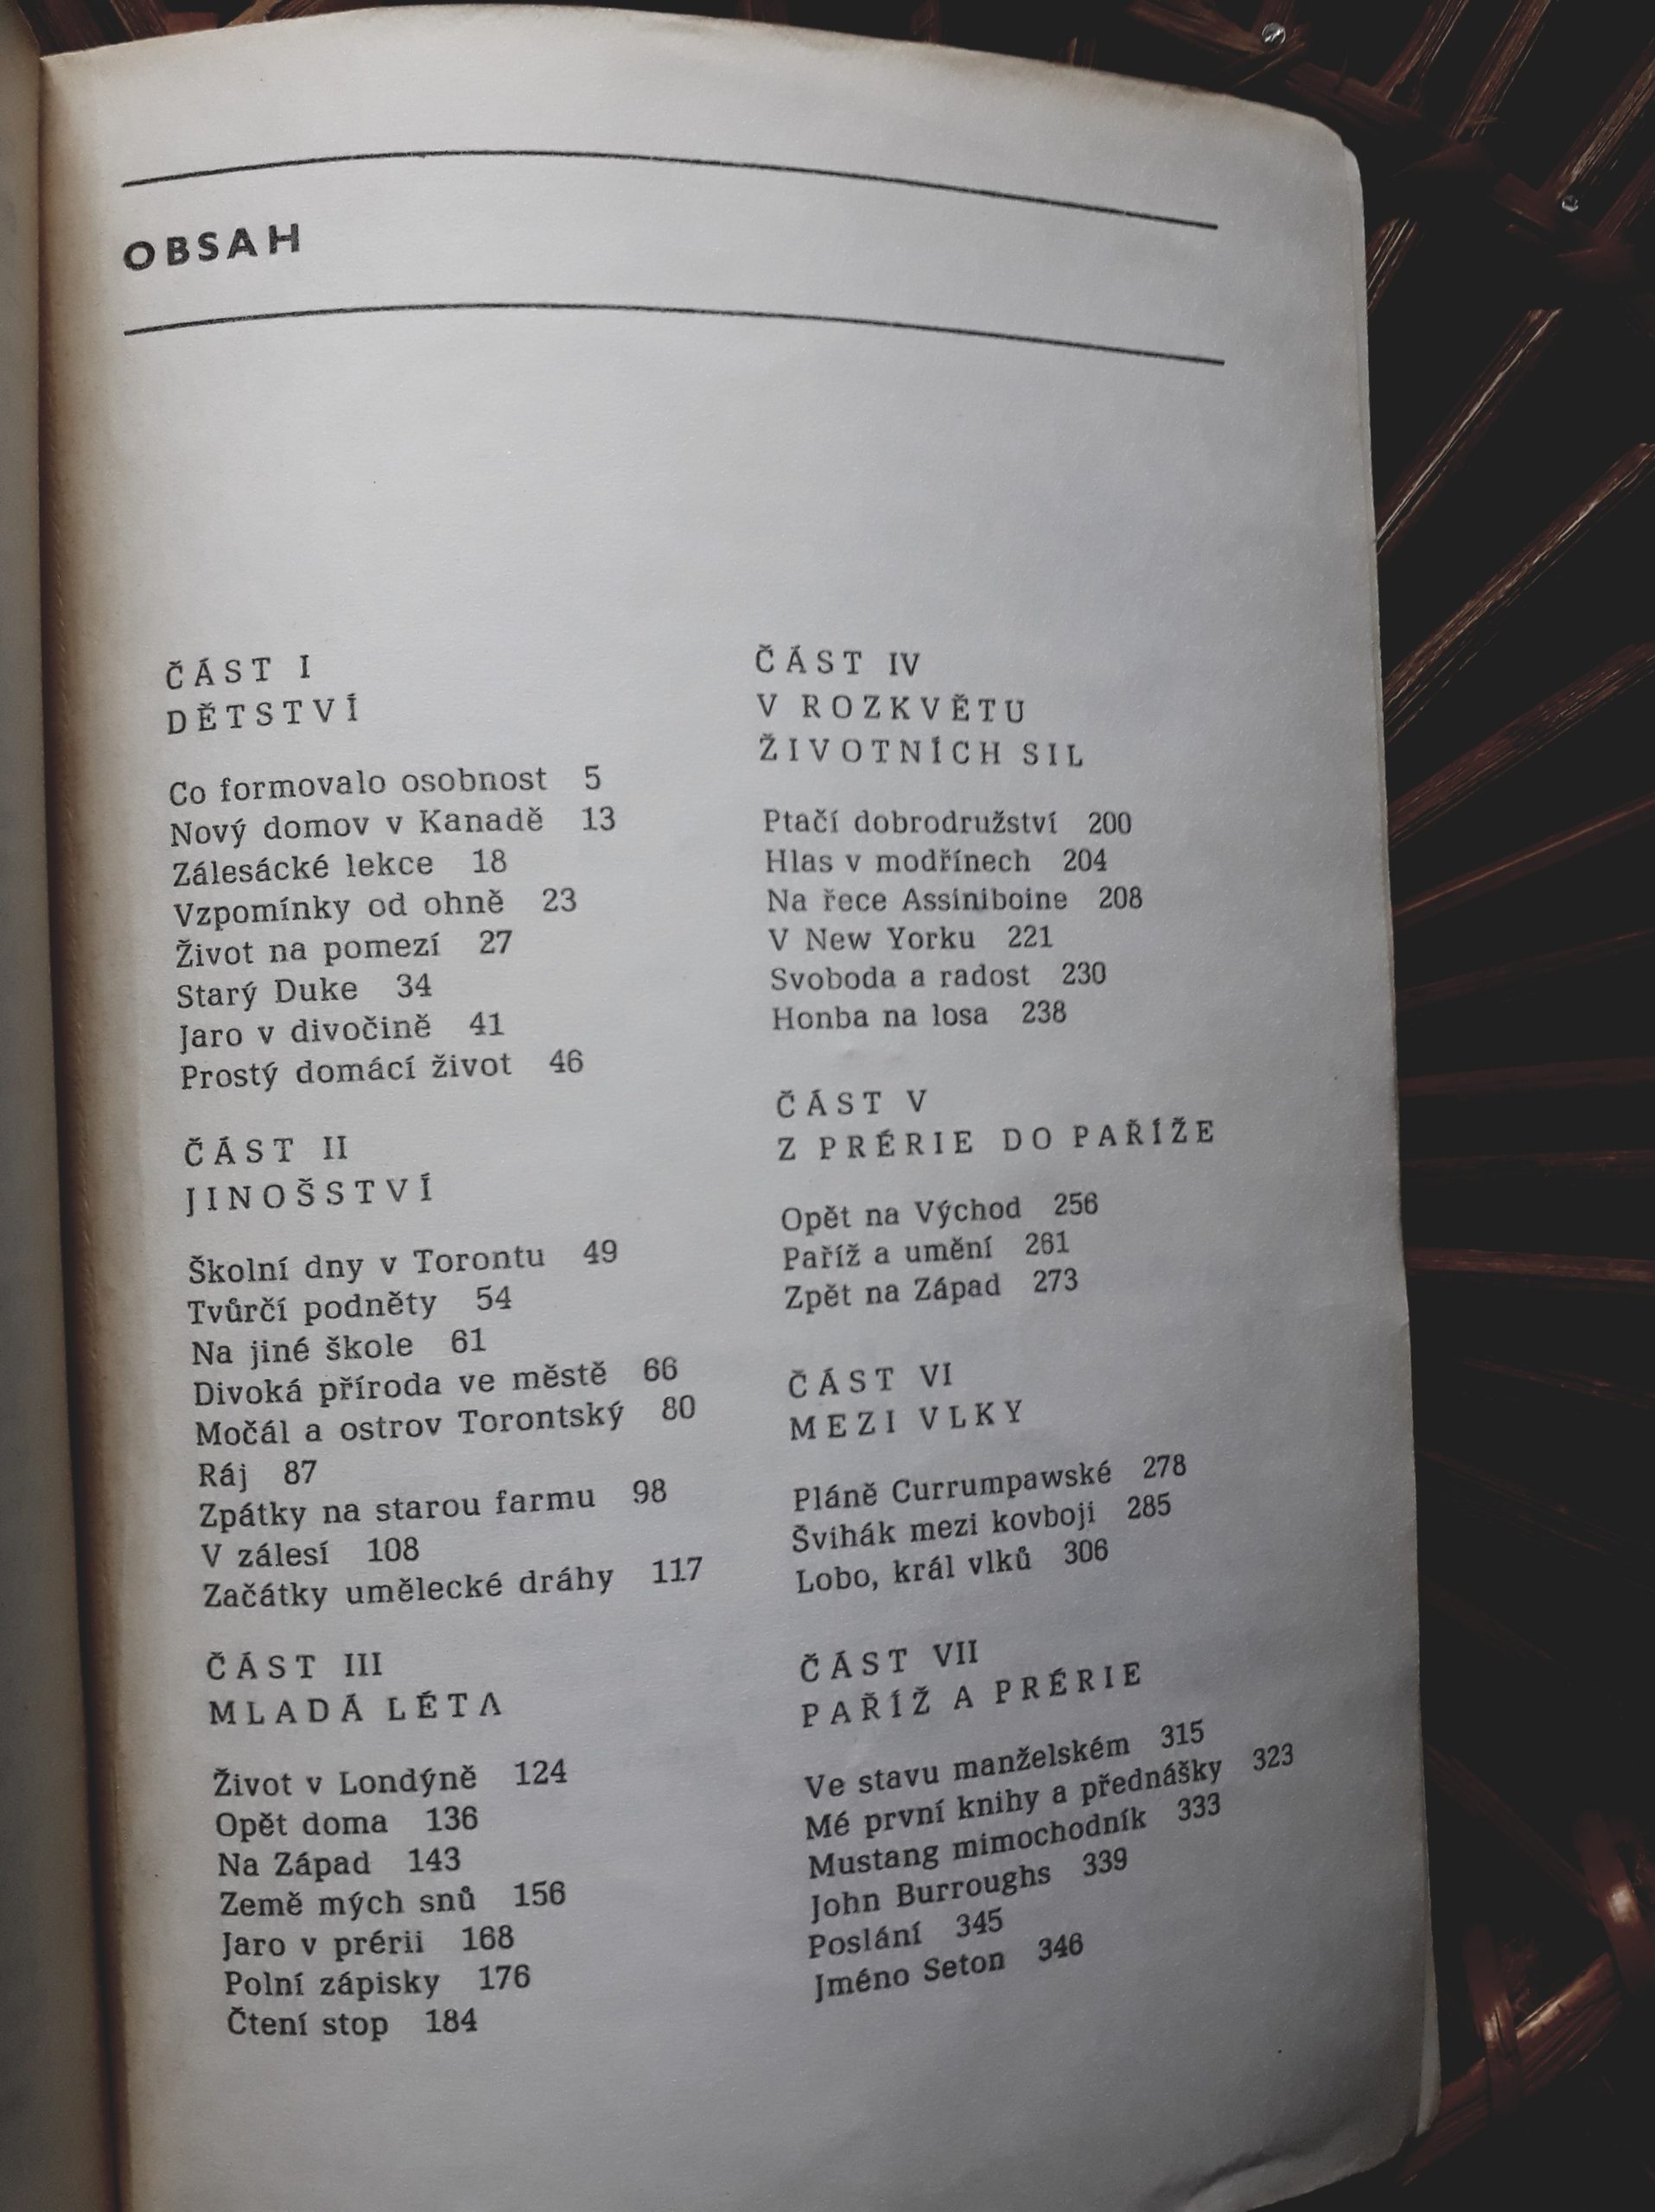 OBSAH
ČÁST I
DĚTSTVÍ
Co formovalo osobnost 5
Nový domov v Kanadě 13
Zálesácké lekce 18
Vzpomínky od ohně 23
Život na pomezí 27
Starý Duke 34
Jaro v divočině 41
Prostý domácí život 46
ČÁST II
JINOŠSTVÍ
Školní dny v Torontu 49
Tvůrčí podněty 54
Na jiné škole 61
Divoká příroda ve městě 66
Močál a ostrov Torontský 80
Ráj 87
Zpátky na starou farmu 98
V zálesí 108
Začátky umělecké dráhy 117
ČÁST III
MLADÁ LÉTA
Život v Londýně 124
Opět doma 136
Na Západ 143
Země mých snů 156
Jaro v prérii 168
Polní zápisky 176
Čtení stop 184
ČÁST IV
V ROZKVĚTU
ŽIVOTNÍCH SIL
Ptačí dobrodružství 200
Hlas v modřínech 204
Na řece Assiniboine 208
V New Yorku 221
Svoboda a radost 230
Honba na losa 238
ČÁST V
Z PRÉRIE DO PAŘÍŽE
Opět na Východ 256
Paříž a umění 261
Zpět na Západ 273
ČÁST VI
MEZI VLKY
Pláně Currumpawské 278
Švihák mezi kovboji 285
Lobo, král vlků 306
ČÁST VII
PAŘÍŽ A PRÉRIE
Ve stavu manželském 315
Mé první knihy a přednášky 323
Mustang mimochodník 333
John Burroughs 339
Poslání 345
Jméno Seton 346